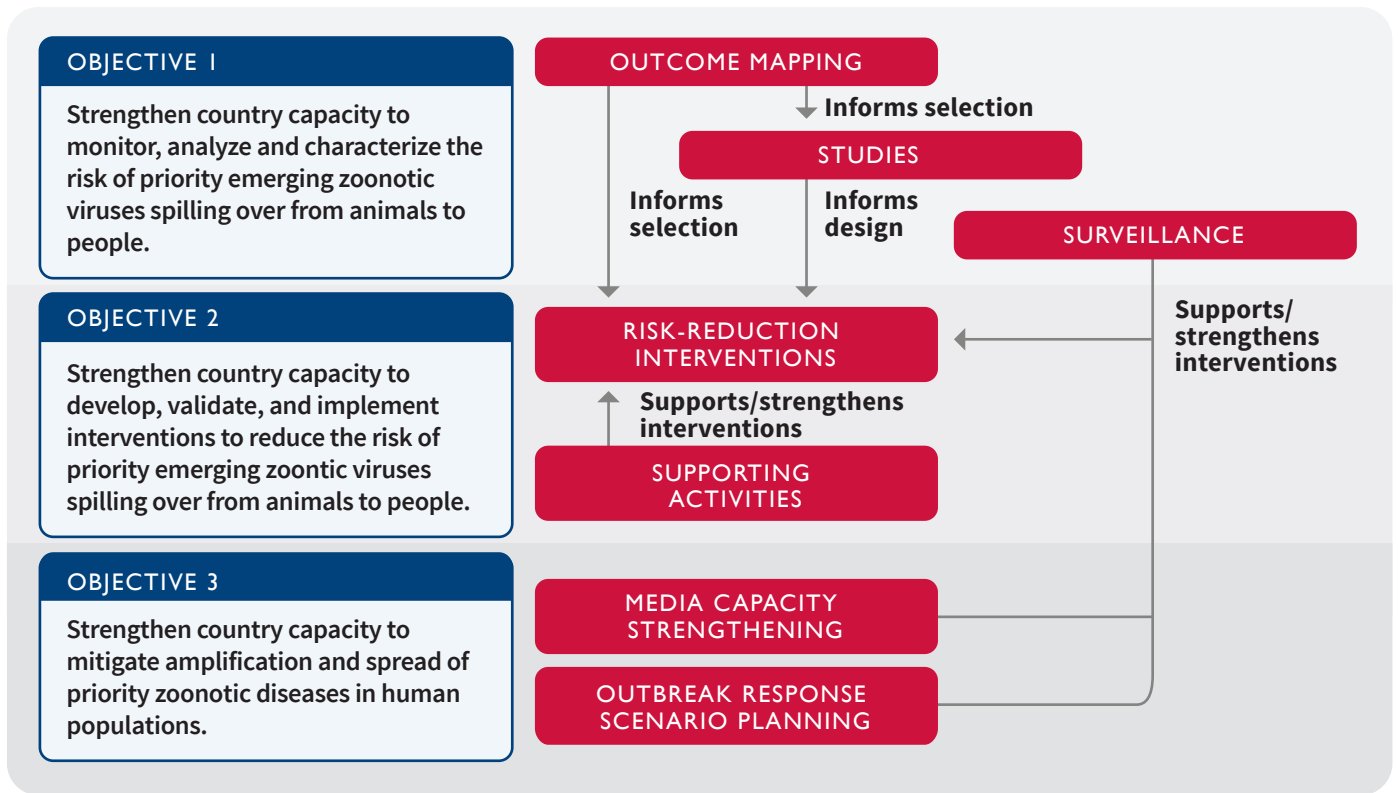 OBJECTIVE 1
Strengthen country capacity to
monitor, analyze and characterize the
risk of priority emerging zoonotic
viruses spilling over from animals to
people.
OUTCOME MAPPING
Informs selection
STUDIES
Informs
selection
Informs
design
SURVEILLANCE
OBJECTIVE 2
Strengthen country capacity to
develop, validate, and implement
interventions to reduce the risk of
priority emerging zoontic viruses
spilling over from animals to people.
RISK-REDUCTION
INTERVENTIONS
Supports/
strengthens
interventions
Supports/strengthens
interventions
SUPPORTING
ACTIVITIES
OBJECTIVE 3
Strengthen country capacity to
mitigate amplification and spread of
priority zoonotic diseases in human
populations.
MEDIA CAPACITY
STRENGTHENING
OUTBREAK RESPONSE
SCENARIO PLANNING